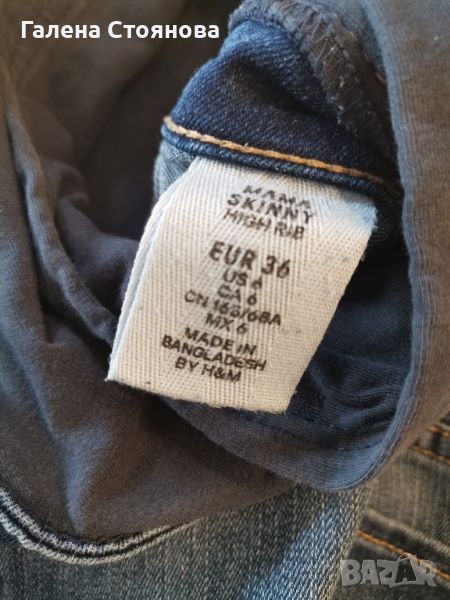 Галена Стоянова
MAMA
SKINNY
HIGH RIB
EUR 36
US 6
CA 6
CN 165/68A
MX 6
MADE IN
BANGLADESH
BY H&M
BAZAR